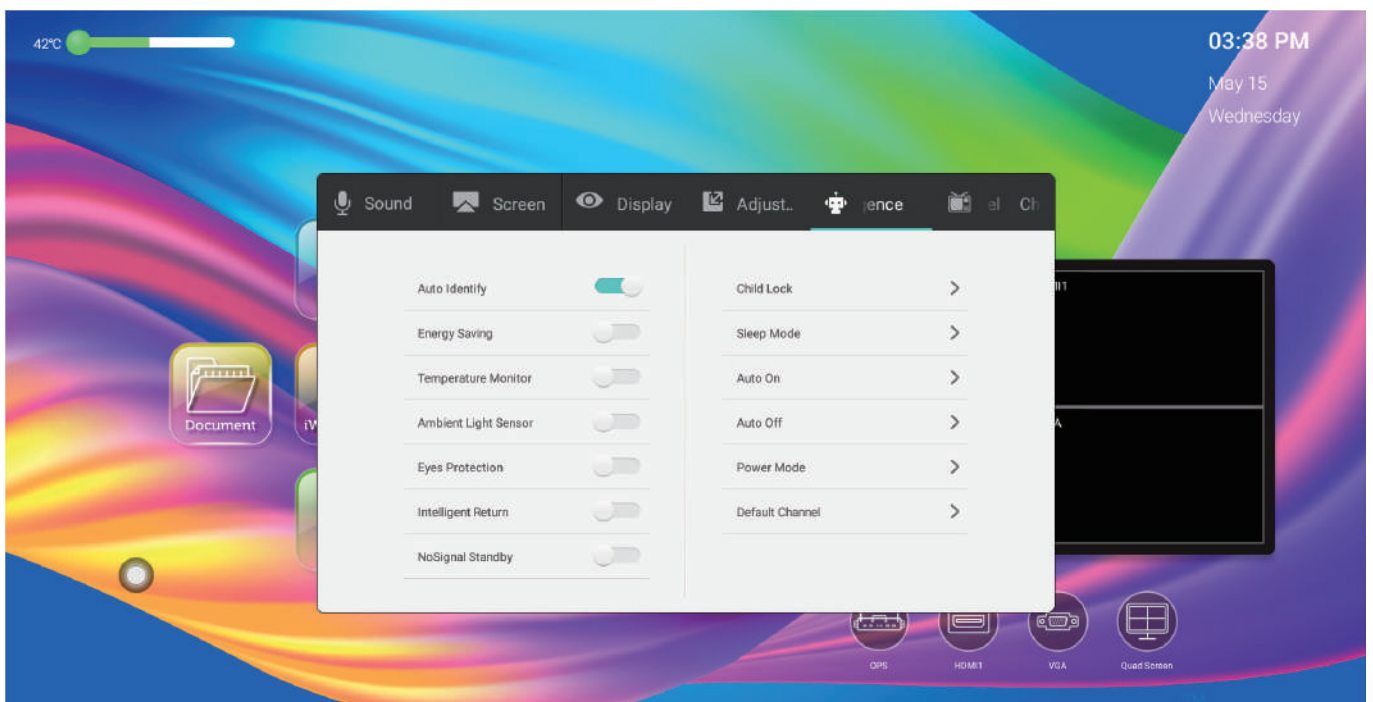 42°C
03:38 PM
May 15
Wednesday
Sound
Screen
Display
Adjust..
ence
el
Ch
Auto Identify
Energy Saving
Temperature Monitor
Ambient Light Sensor
Eyes Protection
Intelligent Return
NoSignal Standby
Child Lock
Sleep Mode
Auto On
Auto Off
Power Mode
Default Channel
Document
OPS
HDMI1
VGA
Quad Screen